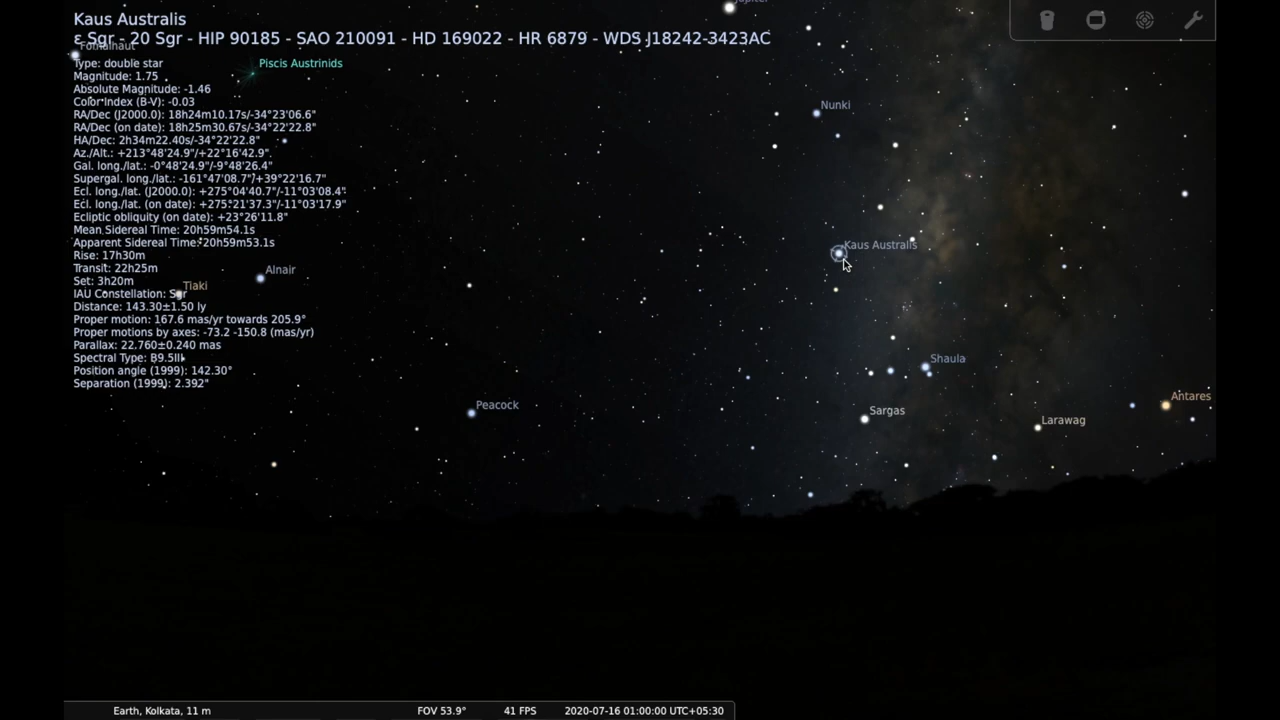 Kaus Australis
ε Sgr - 20 Sgr - HIP 90185 - SAO 210091 - HD 169022 - HR 6879 - WDS J18242-3423AC
Jupiter
Fomalhaut
Type: double star
Piscis Austrinids
Magnitude: 1.75
Absolute Magnitude: -1.46
Color Index (B-V): -0.03
RA/Dec (J2000.0): 18h24m10.17s/-34°23'06.6"
RA/Dec (on date): 18h25m30.67s/-34°22'22.8"
HA/Dec: 2h34m22.40s/-34°22'22.8"
Az./Alt.: +213°48'24.9"/+22°16'42.9"
Gal. long./lat.: -0°48'24.9"/-9°48'26.4"
Supergal. long./lat.: -161°47'08.7"/+39°22'16.7"
Ecl. long./lat. (J2000.0): +275°04'40.7"/-11°03'08.4"
Ecl. long./lat. (on date): +275°21'37.3"/-11°03'17.9"
Ecliptic obliquity (on date): +23°26'11.8"
Mean Sidereal Time: 20h59m54.1s
Apparent Sidereal Time: 20h59m53.1s
Rise: 17h30m
Transit: 22h25m
Set: 3h20m
IAU Constellation: Sgr
Distance: 143.30±1.50 ly
Proper motion: 167.6 mas/yr towards 205.9°
Proper motions by axes: -73.2 -150.8 (mas/yr)
Parallax: 22.760±0.240 mas
Spectral Type: B9.5III
Position angle (1999): 142.30°
Separation (1999): 2.392"
Nunki
Kaus Australis
Alnair
Tiaki
Shaula
Antares
Peacock
Sargas
Larawag
Earth, Kolkata, 11 m
FOV 53.9°
41 FPS
2020-07-16 01:00:00 UTC+05:30